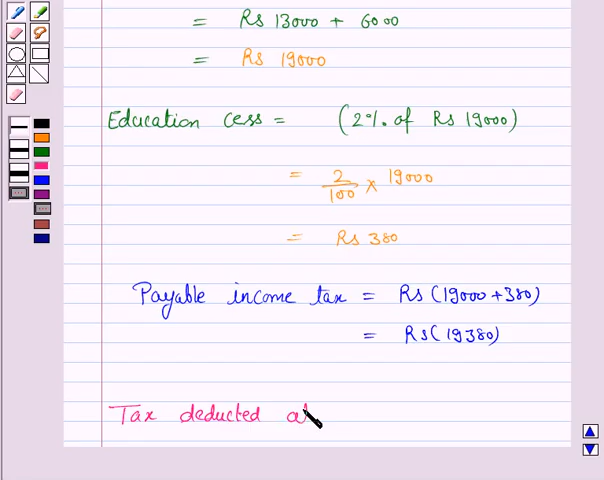 = Rs 13000 + 6000
= Rs 19000
Education cess = (2% of Rs 19000)
= 2/100 × 19000
= Rs 380
Payable income tax = Rs (19000 + 380)
= Rs (19380)
Tax deducted